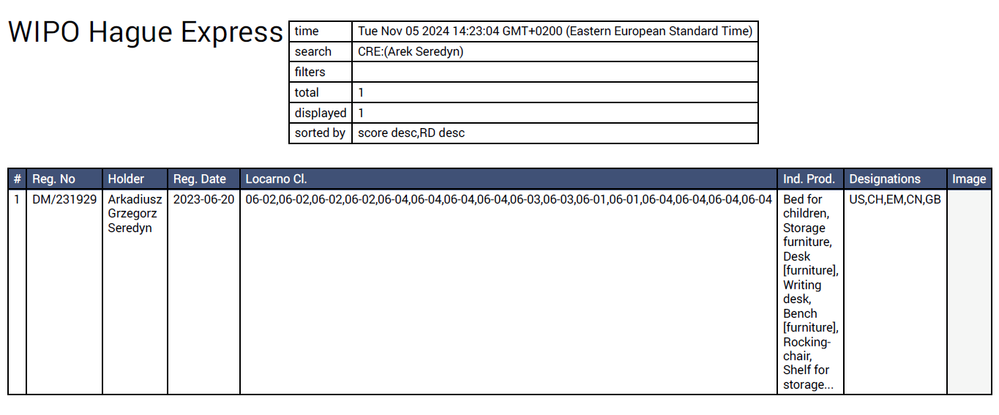 WIPO Hague Express
time Tue Nov 05 2024 14:23:04 GMT+0200 (Eastern European Standard Time)
search CRE:(Arek Seredyn)
filters
total 1
displayed 1
sorted by score desc,RD desc
# Reg. No Holder Reg. Date Locarno Cl. Ind. Prod. Designations Image
1 DM/231929 Arkadiusz 2023-06-20 06-02,06-02,06-02,06-02,06-04,06-04,06-04,06-04,06-03,06-03,06-01,06-01,06-04,06-04,06-04,06-04 Bed for US,CH,EM,CN,GB
Grzegorz children,
Seredyn Storage
furniture,
Desk
[furniture],
Writing
desk,
Bench
[furniture],
Rocking-
chair,
Shelf for
storage...